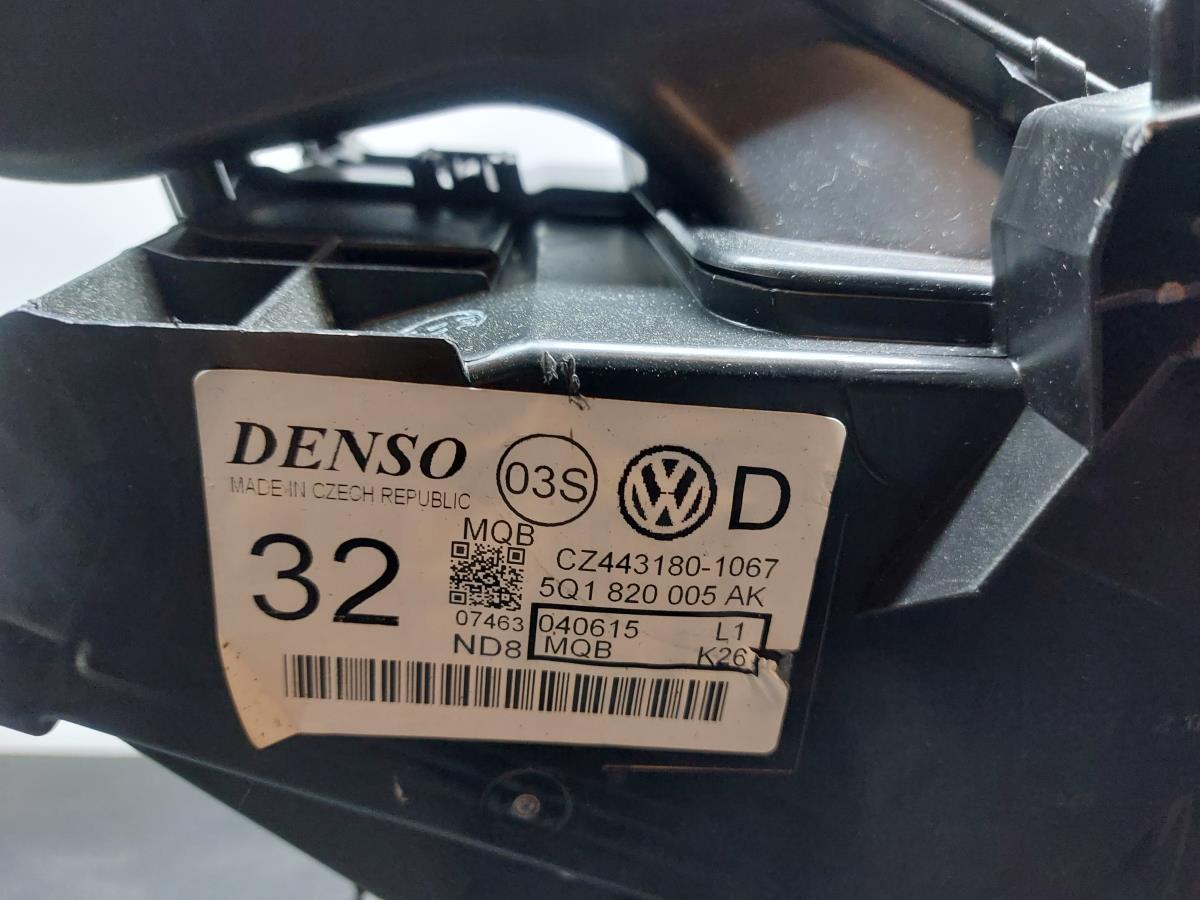 DENSO 03S D
MADE IN CZECH REPUBLIC
MQB
32
CZ443180-1067
5Q1 820 005 AK
07463 040615 L1
ND8 MQB K26